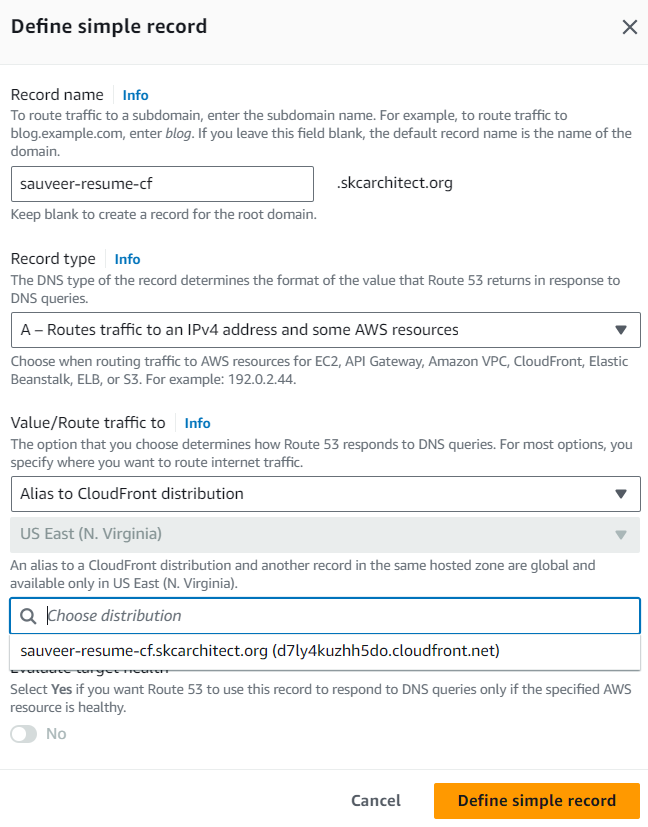 Define simple record
Record name Info
To route traffic to a subdomain, enter the subdomain name. For example, to route traffic to
blog.example.com, enter blog. If you leave this field blank, the default record name is the name of the
domain.
sauveer-resume-cf .skcarchitect.org
Keep blank to create a record for the root domain.
Record type Info
The DNS type of the record determines the format of the value that Route 53 returns in response to
DNS queries.
A – Routes traffic to an IPv4 address and some AWS resources
Choose when routing traffic to AWS resources for EC2, API Gateway, Amazon VPC, CloudFront, Elastic
Beanstalk, ELB, or S3. For example: 192.0.2.44.
Value/Route traffic to Info
The option that you choose determines how Route 53 responds to DNS queries. For most options, you
specify where you want to route internet traffic.
Alias to CloudFront distribution
US East (N. Virginia)
An alias to a CloudFront distribution and another record in the same hosted zone are global and
available only in US East (N. Virginia).
Choose distribution
sauveer-resume-cf.skcarchitect.org (d7ly4kuzhh5do.cloudfront.net)
Evaluate target health
Select Yes if you want Route 53 to use this record to respond to DNS queries only if the specified AWS
resource is healthy.
No
Cancel Define simple record